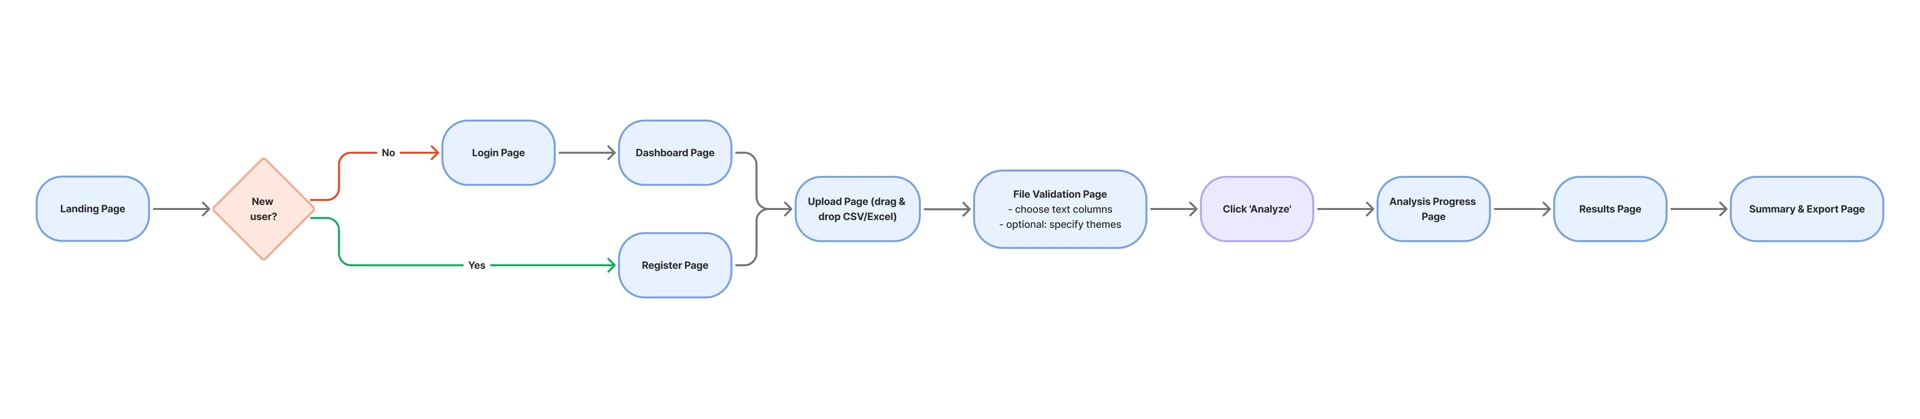 Landing Page
New
user?
No
Login Page
Dashboard Page
Yes
Register Page
Upload Page (drag &
drop CSV/Excel)
File Validation Page
- choose text columns
- optional: specify themes
Click 'Analyze'
Analysis Progress
Page
Results Page
Summary & Export Page